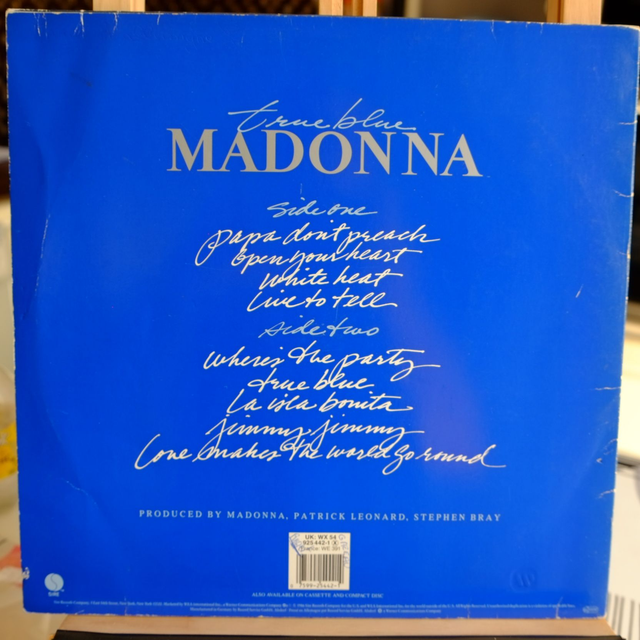 true blue
MADONNA
side one
papa don't preach
open your heart
white heat
live to tell
side two
where's the party
true blue
la isla bonita
jimmy jimmy
love makes the world go round
PRODUCED BY MADONNA, PATRICK LEONARD, STEPHEN BRAY
UK: WX 54
925 442-1
ALSO AVAILABLE ON CASSETTE AND COMPACT DISC